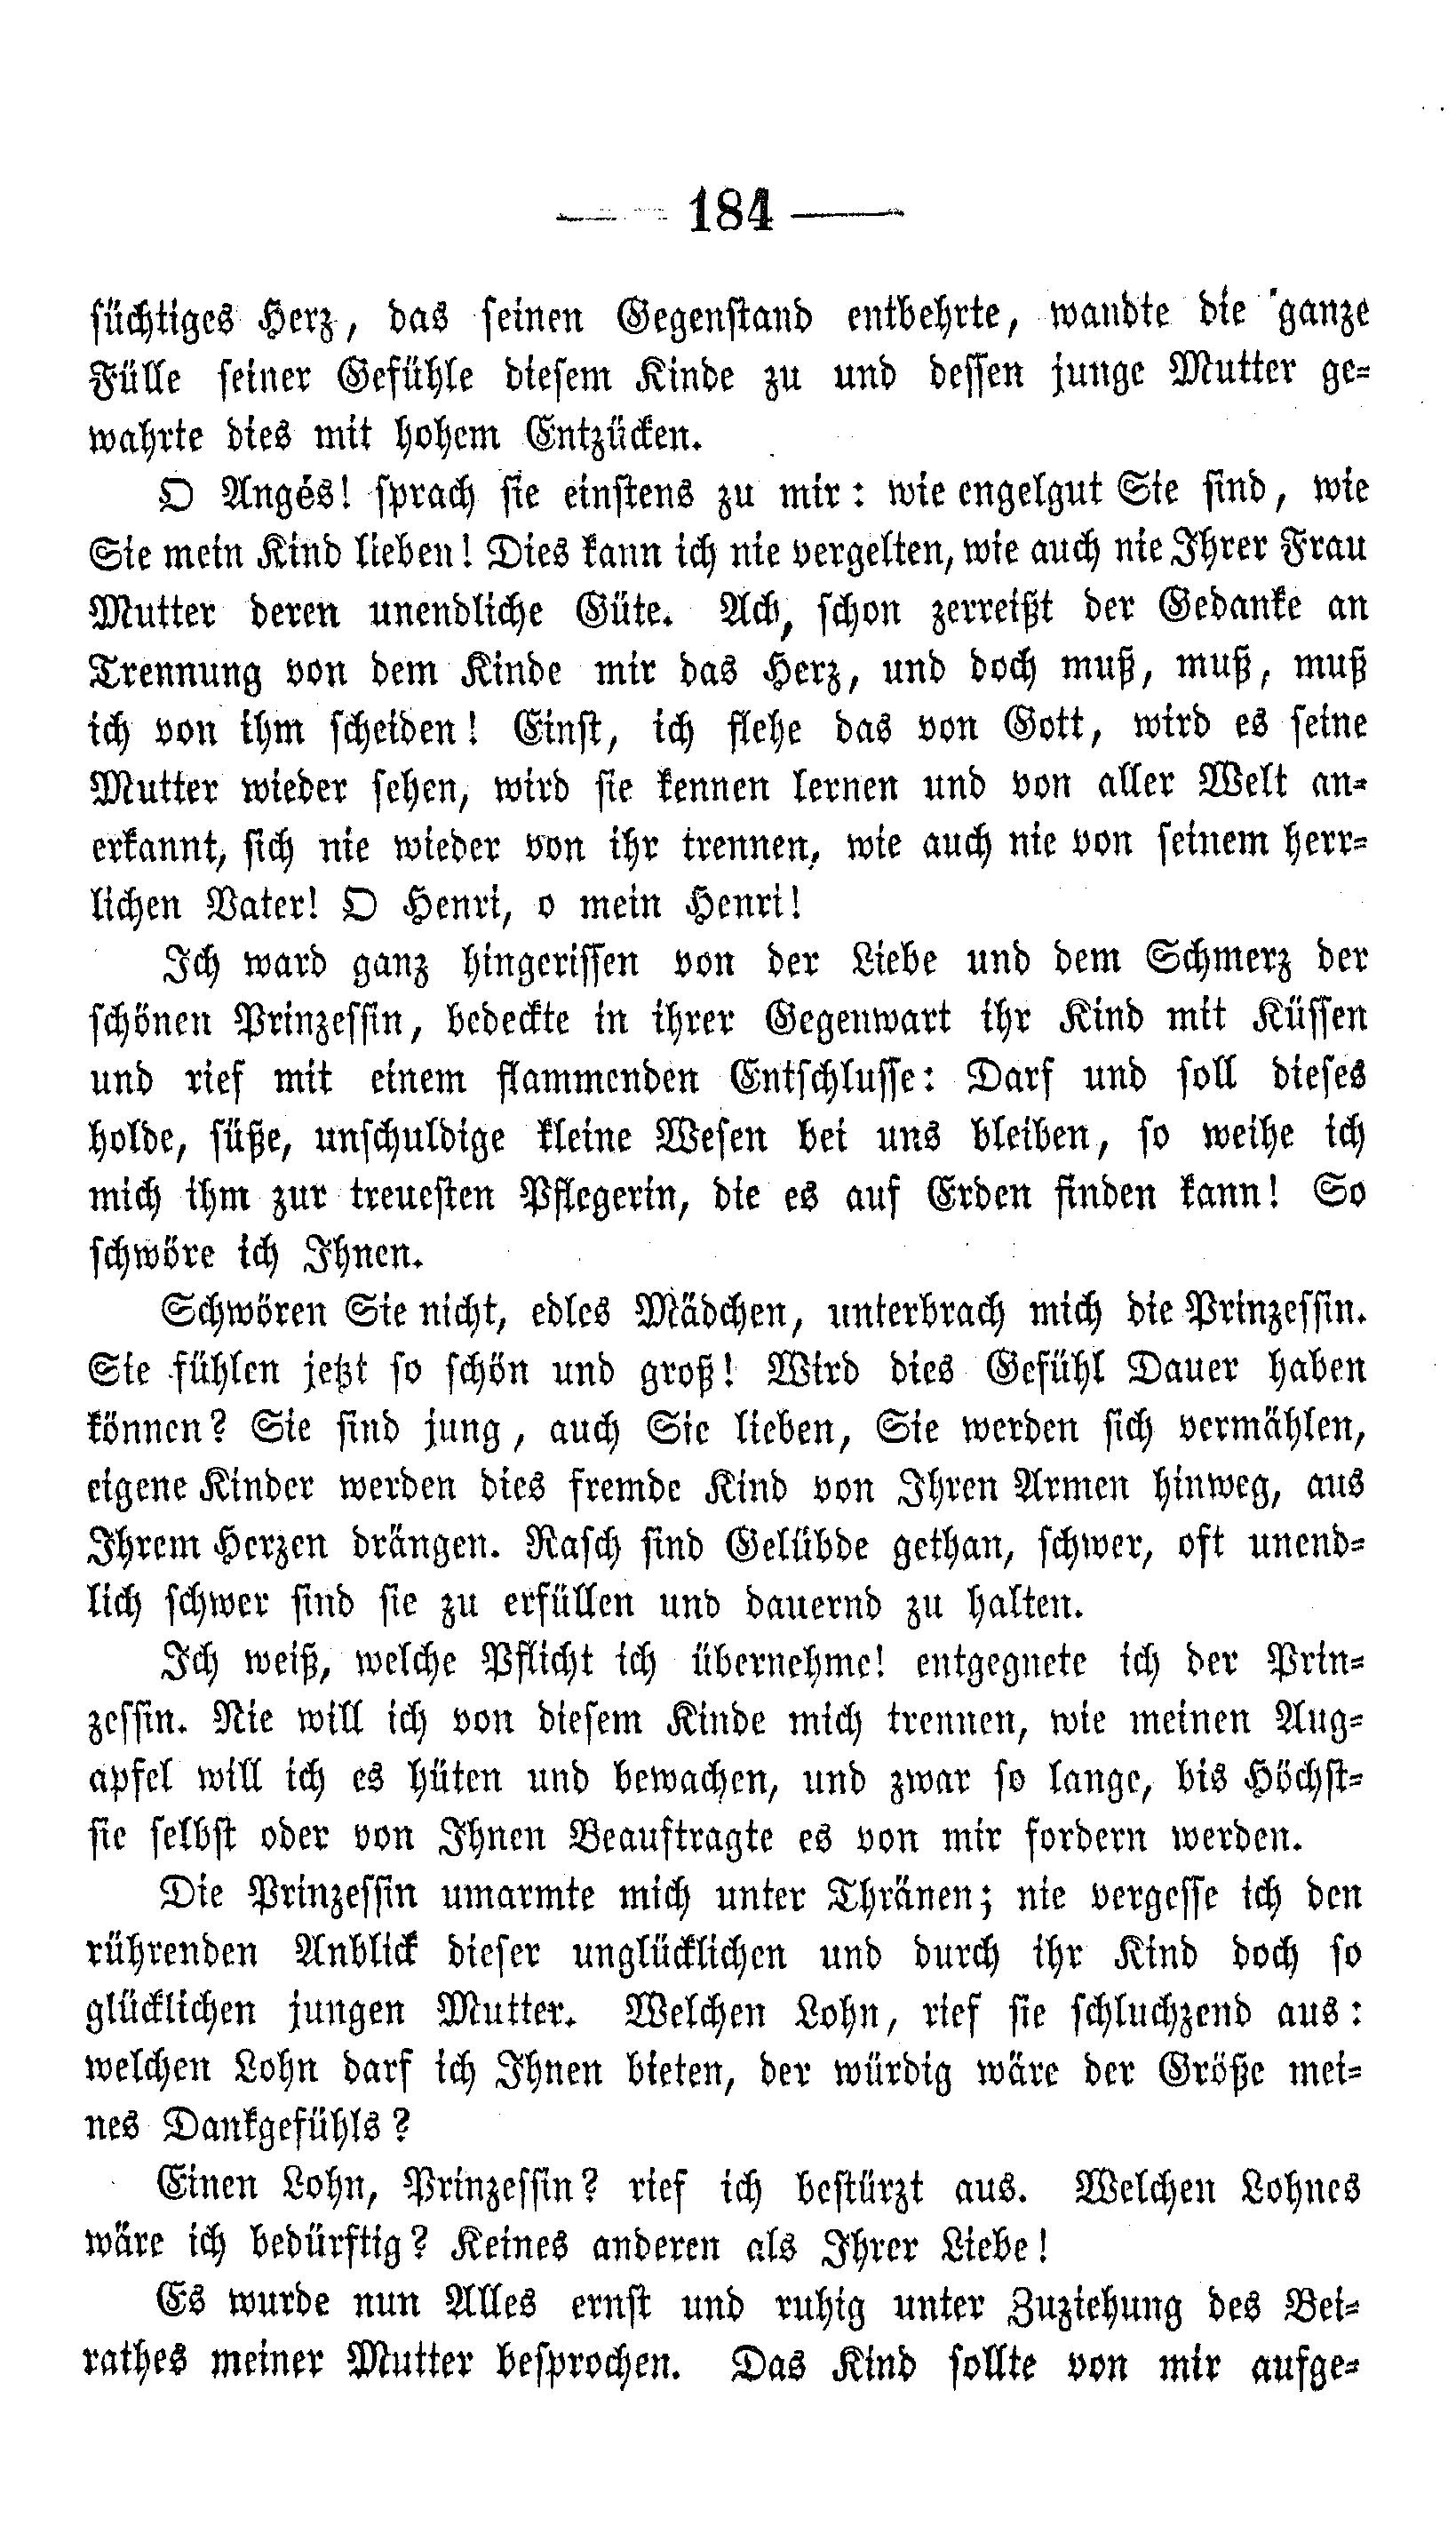 — 184 —
süchtiges Herz, das seinen Gegenstand entbehrte, wandte die ganze
Fülle seiner Gefühle diesem Kinde zu und dessen junge Mutter ge=
wahrte dies mit hohem Entzücken.
O Angés! sprach sie einstens zu mir: wie engelgut Sie sind, wie
Sie mein Kind lieben! Dies kann ich nie vergelten, wie auch nie Ihrer Frau
Mutter deren unendliche Güte. Ach, schon zerreißt der Gedanke an
Trennung von dem Kinde mir das Herz, und doch muß, muß, muß
ich von ihm scheiden! Einst, ich flehe das von Gott, wird es seine
Mutter wieder sehen, wird sie kennen lernen und von aller Welt an=
erkannt, sich nie wieder von ihr trennen, wie auch nie von seinem herr=
lichen Vater! O Henri, o mein Henri!
Ich ward ganz hingerissen von der Liebe und dem Schmerz der
schönen Prinzessin, bedeckte in ihrer Gegenwart ihr Kind mit Küssen
und rief mit einem flammenden Entschlusse: Darf und soll dieses
holde, süße, unschuldige kleine Wesen bei uns bleiben, so weihe ich
mich ihm zur treuesten Pflegerin, die es auf Erden finden kann! So
schwöre ich Ihnen.
Schwören Sie nicht, edles Mädchen, unterbrach mich die Prinzessin.
Sie fühlen jetzt so schön und groß! Wird dies Gefühl Dauer haben
können? Sie sind jung, auch Sie lieben, Sie werden sich vermählen,
eigene Kinder werden dies fremde Kind von Ihren Armen hinweg, aus
Ihrem Herzen drängen. Rasch sind Gelübde gethan, schwer, oft unend=
lich schwer sind sie zu erfüllen und dauernd zu halten.
Ich weiß, welche Pflicht ich übernehme! entgegnete ich der Prin=
zessin. Nie will ich von diesem Kinde mich trennen, wie meinen Aug=
apfel will ich es hüten und bewachen, und zwar so lange, bis Höchst=
sie selbst oder von Ihnen Beauftragte es von mir fordern werden.
Die Prinzessin umarmte mich unter Thränen; nie vergesse ich den
rührenden Anblick dieser unglücklichen und durch ihr Kind doch so
glücklichen jungen Mutter. Welchen Lohn, rief sie schluchzend aus:
welchen Lohn darf ich Ihnen bieten, der würdig wäre der Größe mei=
nes Dankgefühls?
Einen Lohn, Prinzessin? rief ich bestürzt aus. Welchen Lohnes
wäre ich bedürftig? Keines anderen als Ihrer Liebe!
Es wurde nun Alles ernst und ruhig unter Zuziehung des Bei=
rathes meiner Mutter besprochen. Das Kind sollte von mir aufge=